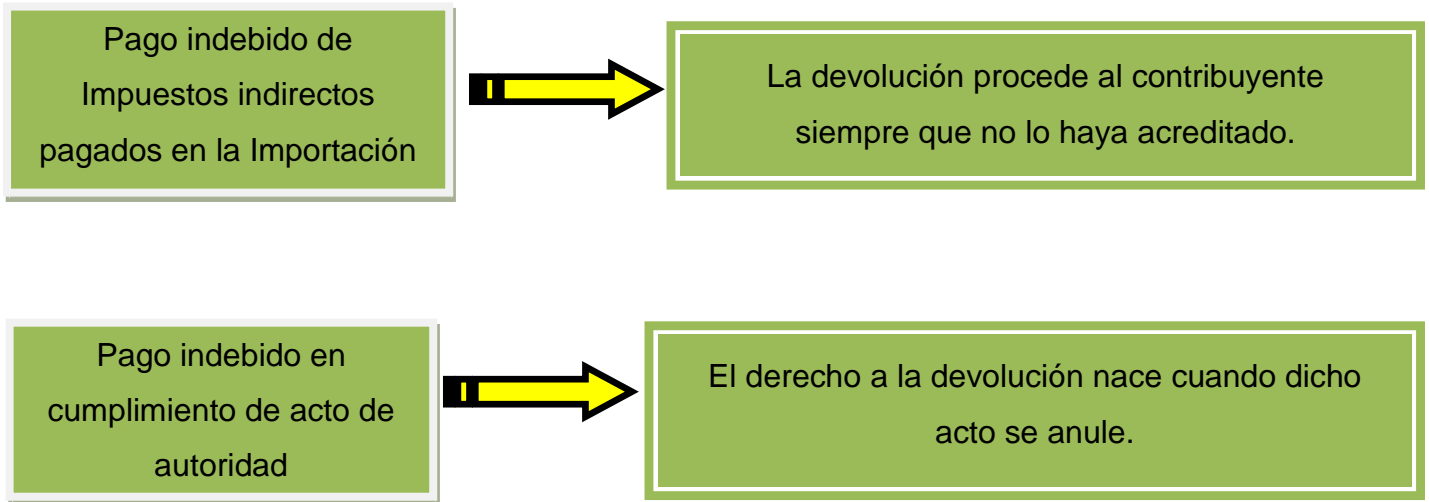 Pago indebido de
Impuestos indirectos
pagados en la Importación
La devolución procede al contribuyente
siempre que no lo haya acreditado.
Pago indebido en
cumplimiento de acto de
autoridad
El derecho a la devolución nace cuando dicho
acto se anule.